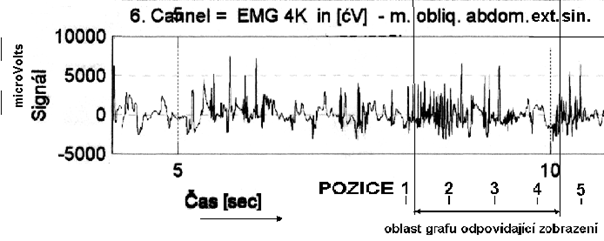 6. Cannel = EMG 4K in [ćV] - m. obliq. abdom.ext.sin.
5
10000
5000
0
-5000
microVolts
Signál
5
10
Čas [sec]
POZICE 1 2 3 4 5
oblast grafu odpovídající zobrazení